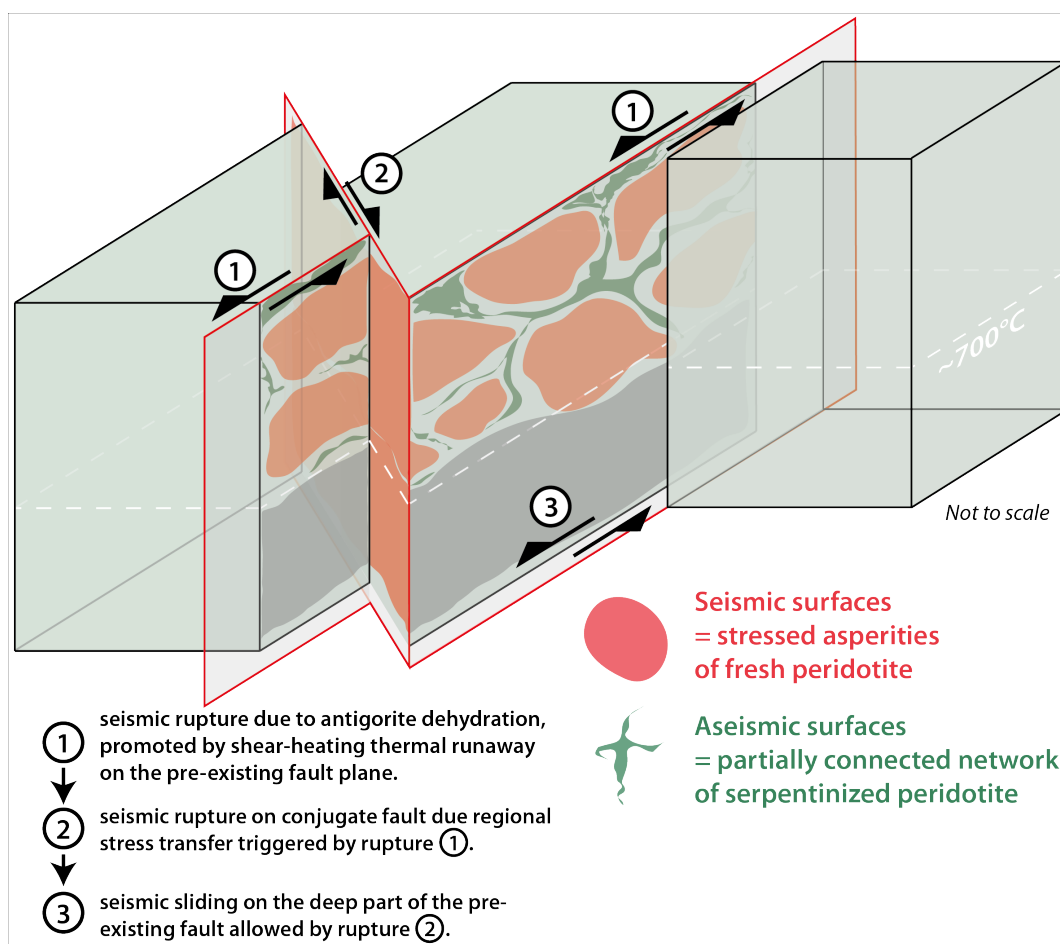 1
2
1
~700°C
3
Not to scale
Seismic surfaces
= stressed asperities
of fresh peridotite
Aseismic surfaces
= partially connected network
of serpentinized peridotite
1 seismic rupture due to antigorite dehydration,
promoted by shear-heating thermal runaway
on the pre-existing fault plane.
2 seismic rupture on conjugate fault due regional
stress transfer triggered by rupture 1.
3 seismic sliding on the deep part of the pre-
existing fault allowed by rupture 2.